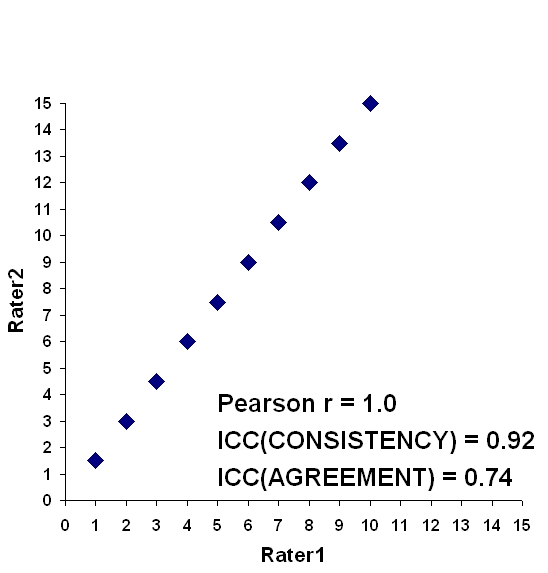 15
14
13
12
11
10
9
8
7
6
5
4
3
2
1
0
Rater2
Pearson r = 1.0
ICC(CONSISTENCY) = 0.92
ICC(AGREEMENT) = 0.74
0 1 2 3 4 5 6 7 8 9 10 11 12 13 14 15
Rater1